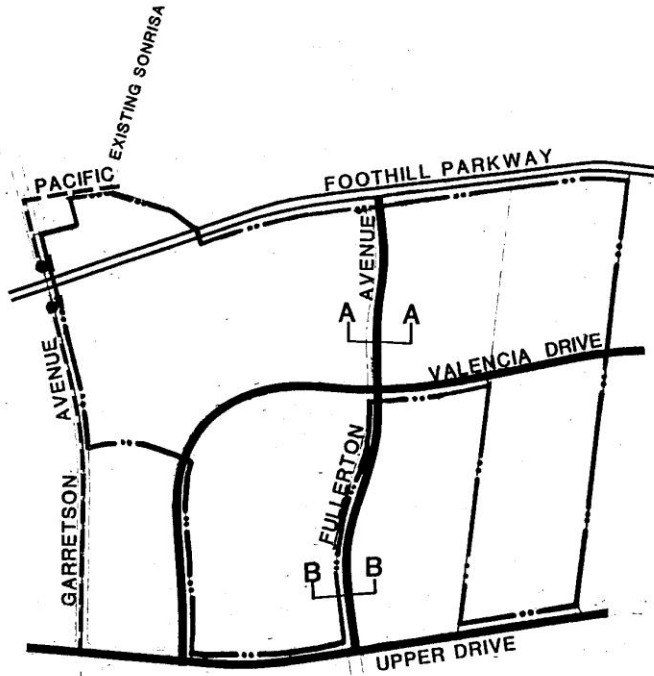 EXISTING SONRISA
PACIFIC
FOOTHILL PARKWAY
AVENUE
A A
VALENCIA DRIVE
AVENUE
FULLERTON
GARRETSON
B B
UPPER DRIVE